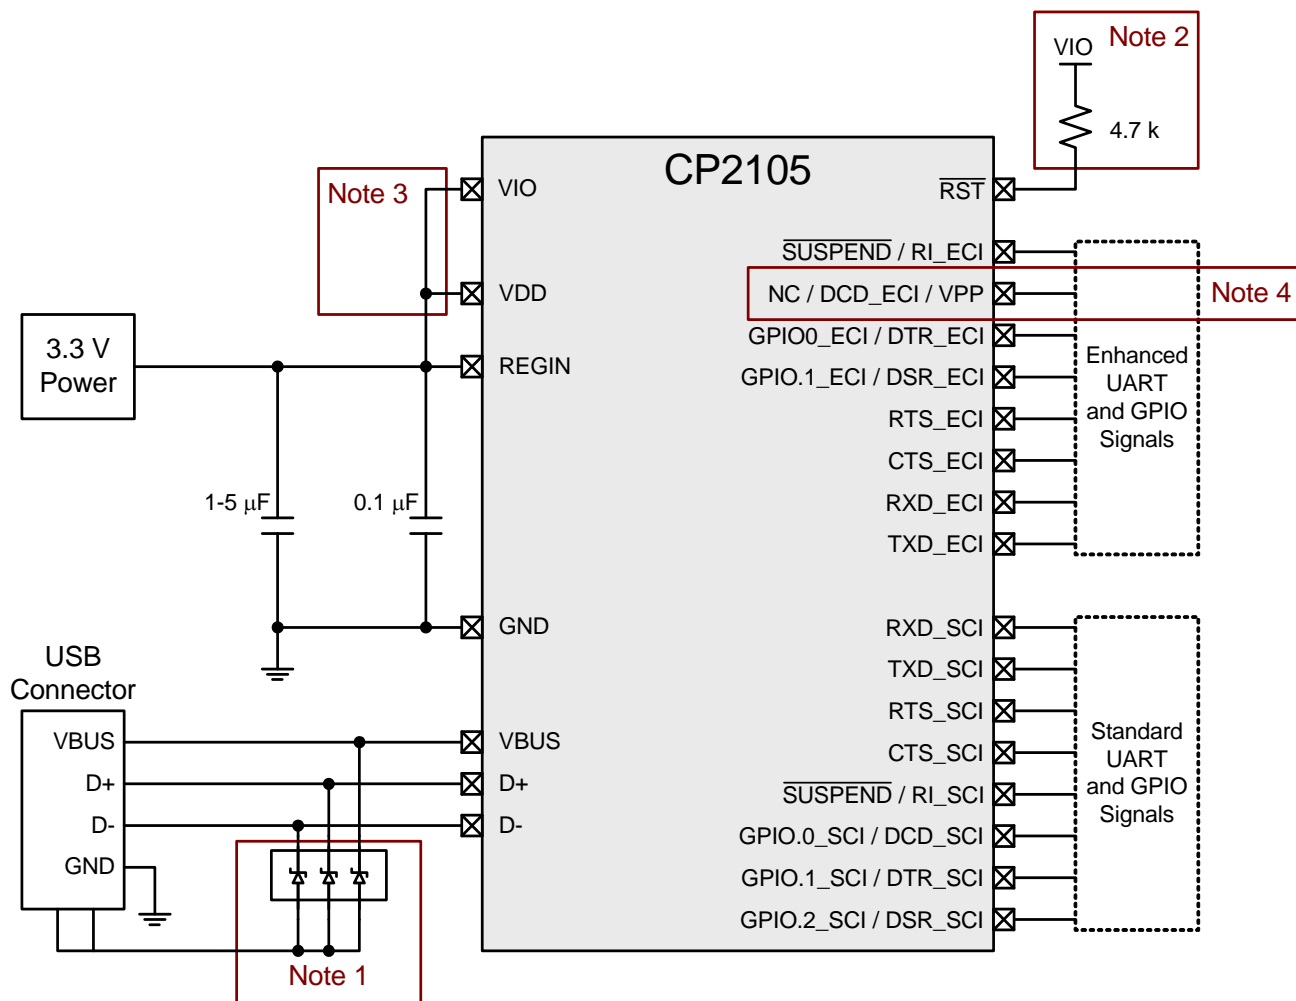 VIO
Note 2
4.7 k
CP2105
Note 3
VIO
RST
SUSPEND / RI_ECI
VDD
NC / DCD_ECI / VPP
Note 4
3.3 V
Power
REGIN
GPIO0_ECI / DTR_ECI
GPIO.1_ECI / DSR_ECI
RTS_ECI
CTS_ECI
RXD_ECI
TXD_ECI
Enhanced
UART
and GPIO
Signals
1-5 μF
0.1 μF
GND
RXD_SCI
TXD_SCI
RTS_SCI
CTS_SCI
SUSPEND / RI_SCI
GPIO.0_SCI / DCD_SCI
GPIO.1_SCI / DTR_SCI
GPIO.2_SCI / DSR_SCI
Standard
UART
and GPIO
Signals
USB
Connector
VBUS
D+
D-
GND
VBUS
D+
D-
Note 1